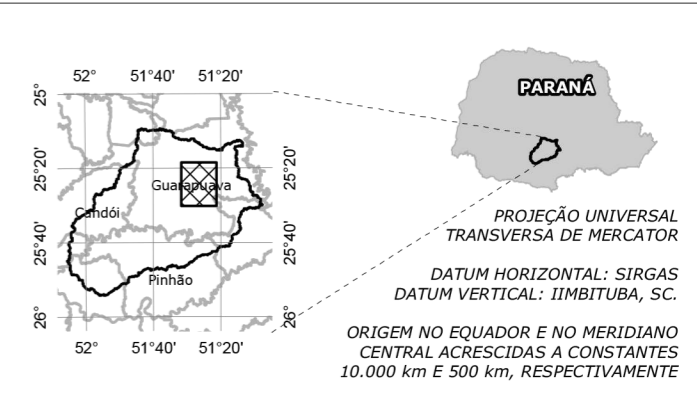 52° 51°40' 51°20'
25°
25°20'
25°40'
26°
Guarapuava
Candói
Pinhão
25°20'
25°40'
26°
52° 51°40' 51°20'
PARANÁ
PROJEÇÃO UNIVERSAL
TRANSVERSA DE MERCATOR
DATUM HORIZONTAL: SIRGAS
DATUM VERTICAL: IIMBITUBA, SC.
ORIGEM NO EQUADOR E NO MERIDIANO
CENTRAL ACRESCIDAS A CONSTANTES
10.000 km E 500 km, RESPECTIVAMENTE